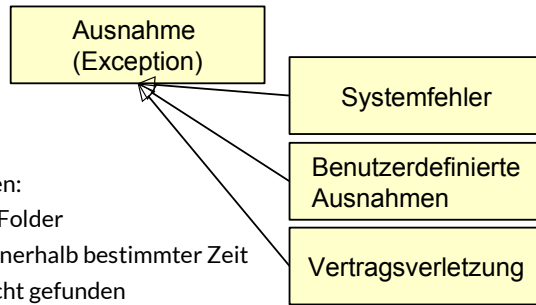 Ausnahme
(Exception)
Systemfehler
Benutzerdefinierte
Ausnahmen
Vertragsverletzung
en:
Folder
nerhalb bestimmter Zeit
cht gefunden